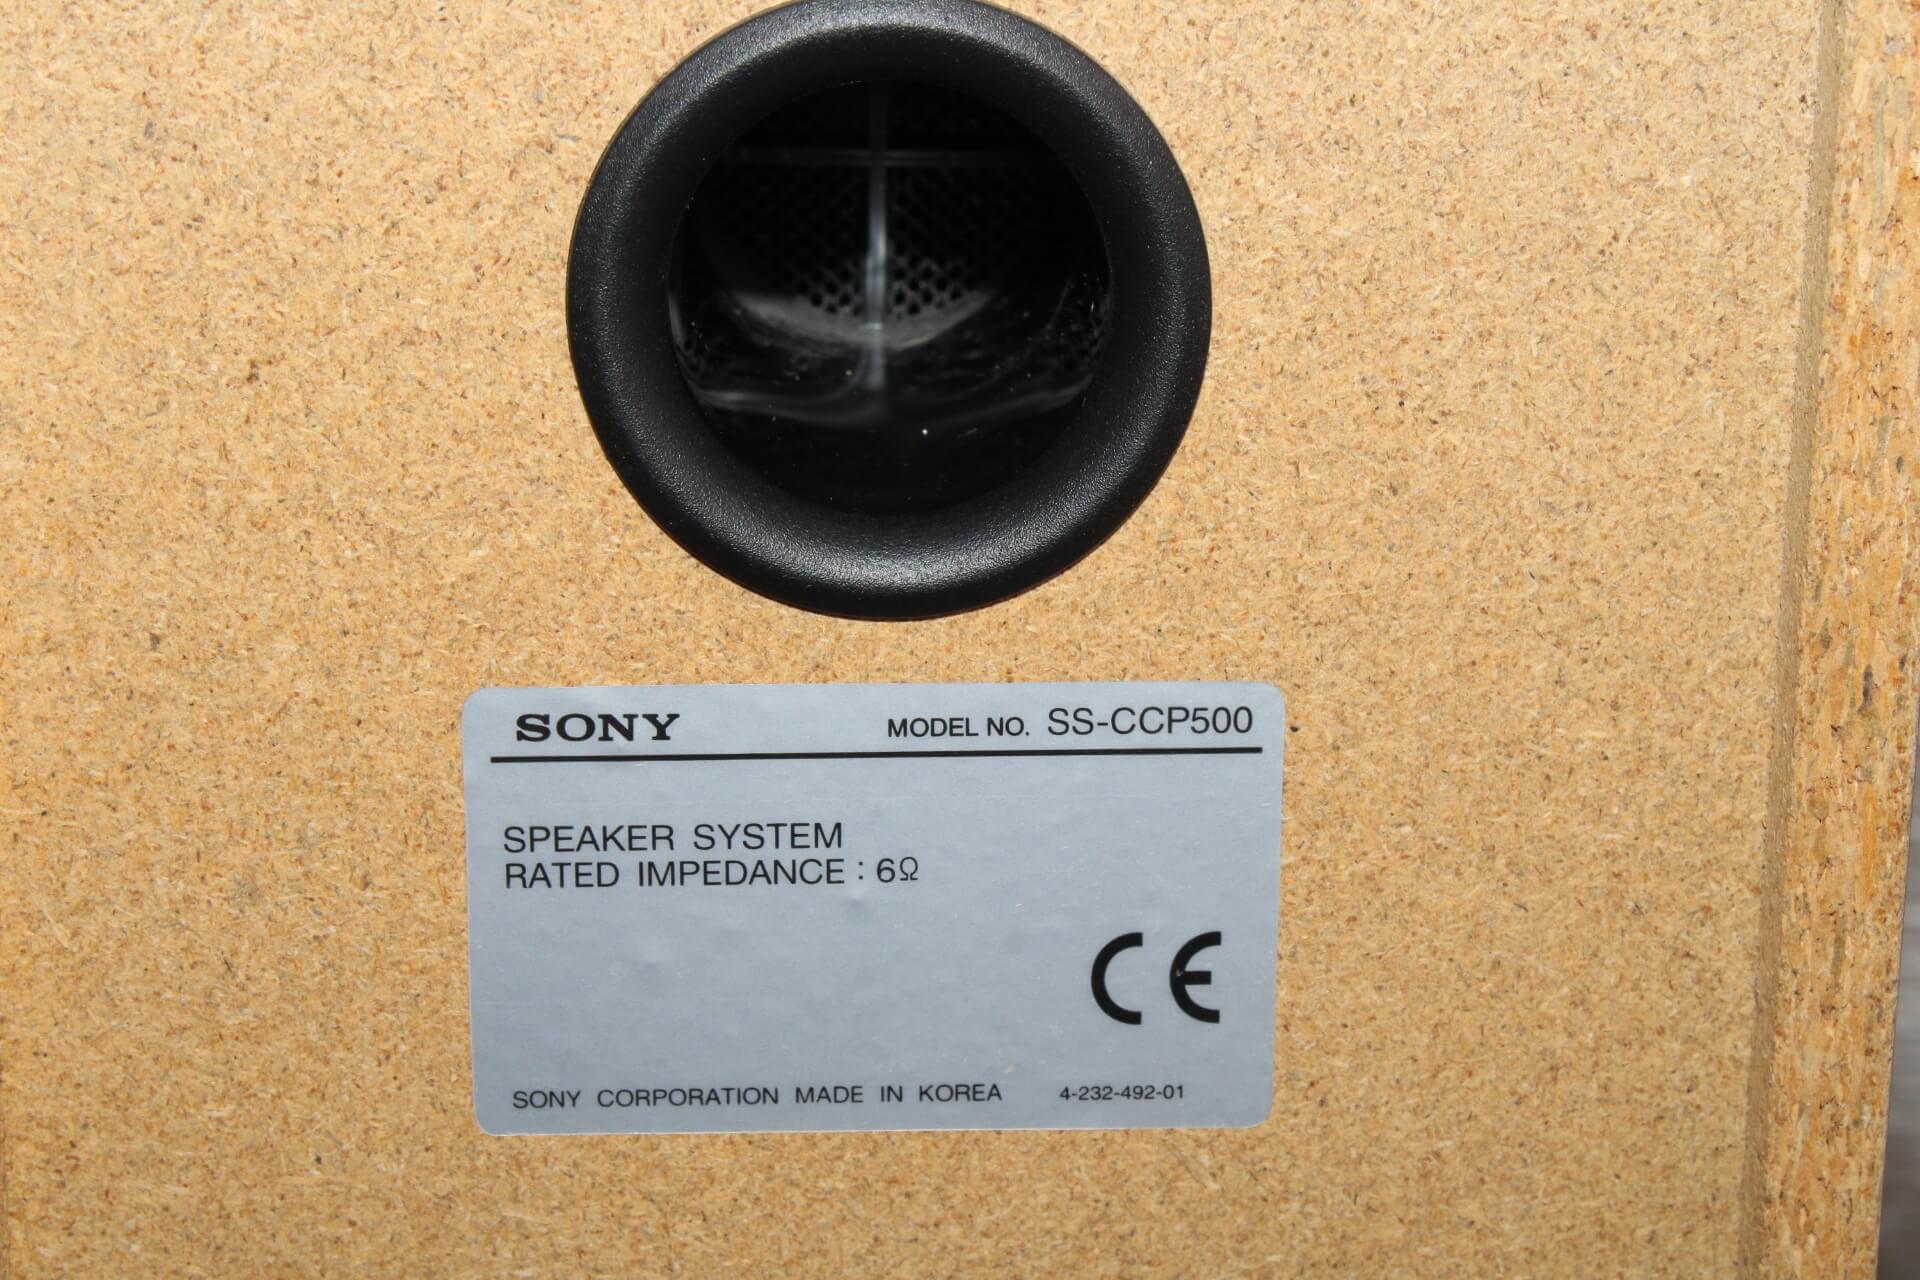 SONY MODEL NO. SS-CCP500
SPEAKER SYSTEM
RATED IMPEDANCE : 6Ω
CE
SONY CORPORATION MADE IN KOREA 4-232-492-01